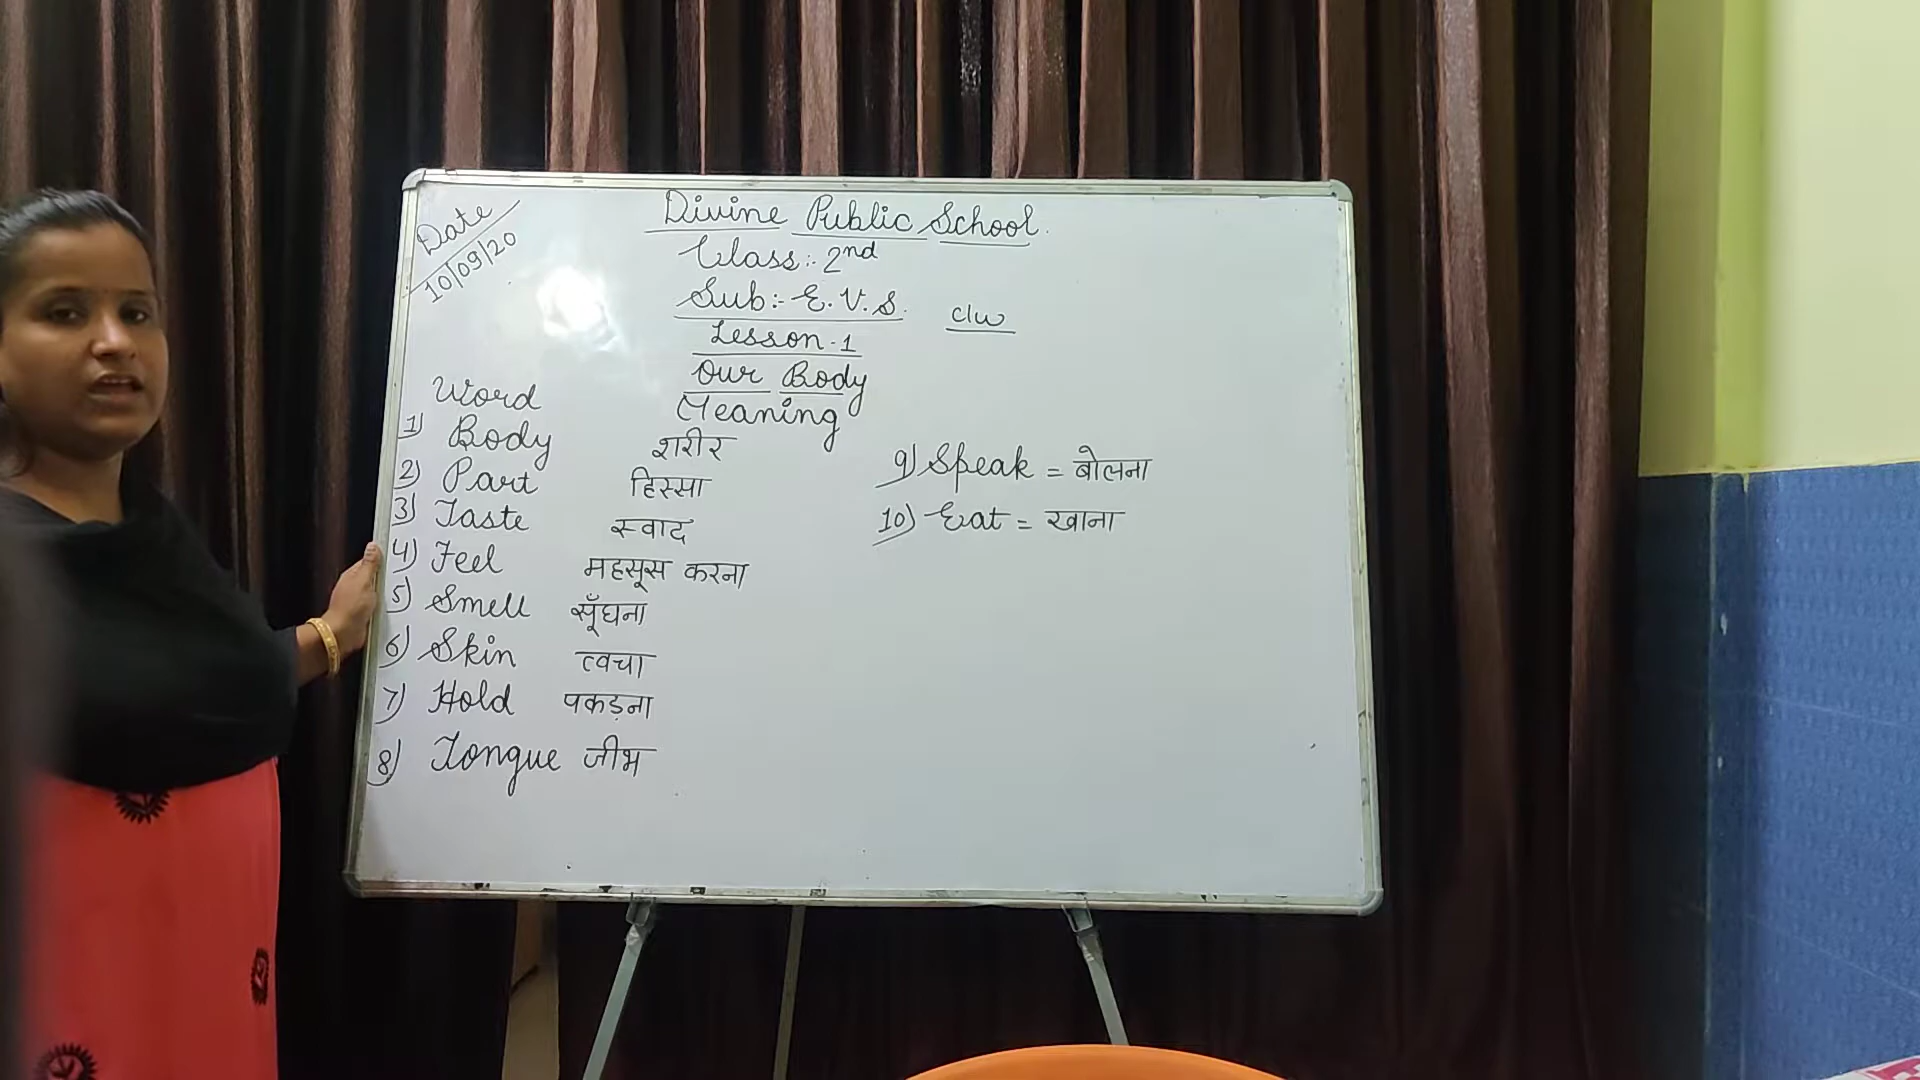 Date
10/09/20
Divine Public School.
Class:- 2nd
Sub:- E.V.S.
c/w
Lesson-1
Our Body
Word Meaning
1) Body शरीर
2) Part हिस्सा
3) Taste स्वाद
4) Feel महसूस करना
5) Smell सूँघना
6) Skin त्वचा
7) Hold पकड़ना
8) Tongue जीभ
9) Speak = बोलना
10) Eat = खाना